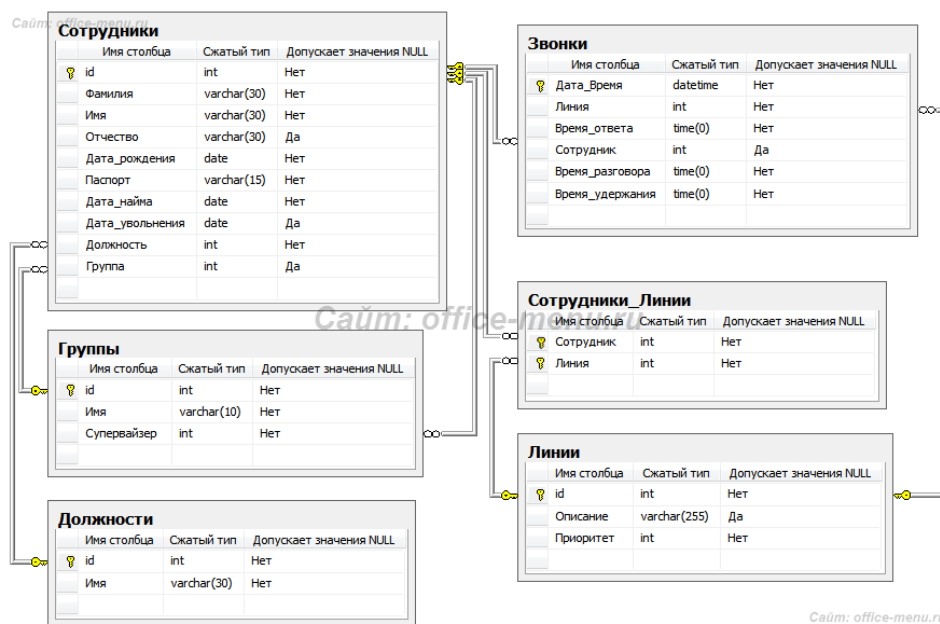 Сайт: office-menu.ru
Сотрудники
Имя столбца Сжатый тип Допускает значения NULL
id int Нет
Фамилия varchar(30) Нет
Имя varchar(30) Нет
Отчество varchar(30) Да
Дата_рождения date Нет
Паспорт varchar(15) Нет
Дата_найма date Нет
Дата_увольнения date Да
Должность int Нет
Группа int Да
Звонки
Имя столбца Сжатый тип Допускает значения NULL
Дата_Время datetime Нет
Линия int Нет
Время_ответа time(0) Нет
Сотрудник int Да
Время_разговора time(0) Нет
Время_удержания time(0) Нет
Сайт: office-menu.ru
Группы
Имя столбца Сжатый тип Допускает значения NULL
id int Нет
Имя varchar(10) Нет
Супервайзер int Нет
Сотрудники_Линии
Имя столбца Сжатый тип Допускает значения NULL
Сотрудник int Нет
Линия int Нет
Должности
Имя столбца Сжатый тип Допускает значения NULL
id int Нет
Имя varchar(30) Нет
Линии
Имя столбца Сжатый тип Допускает значения NULL
id int Нет
Описание varchar(255) Да
Приоритет int Нет
Сайт: office-menu.ru